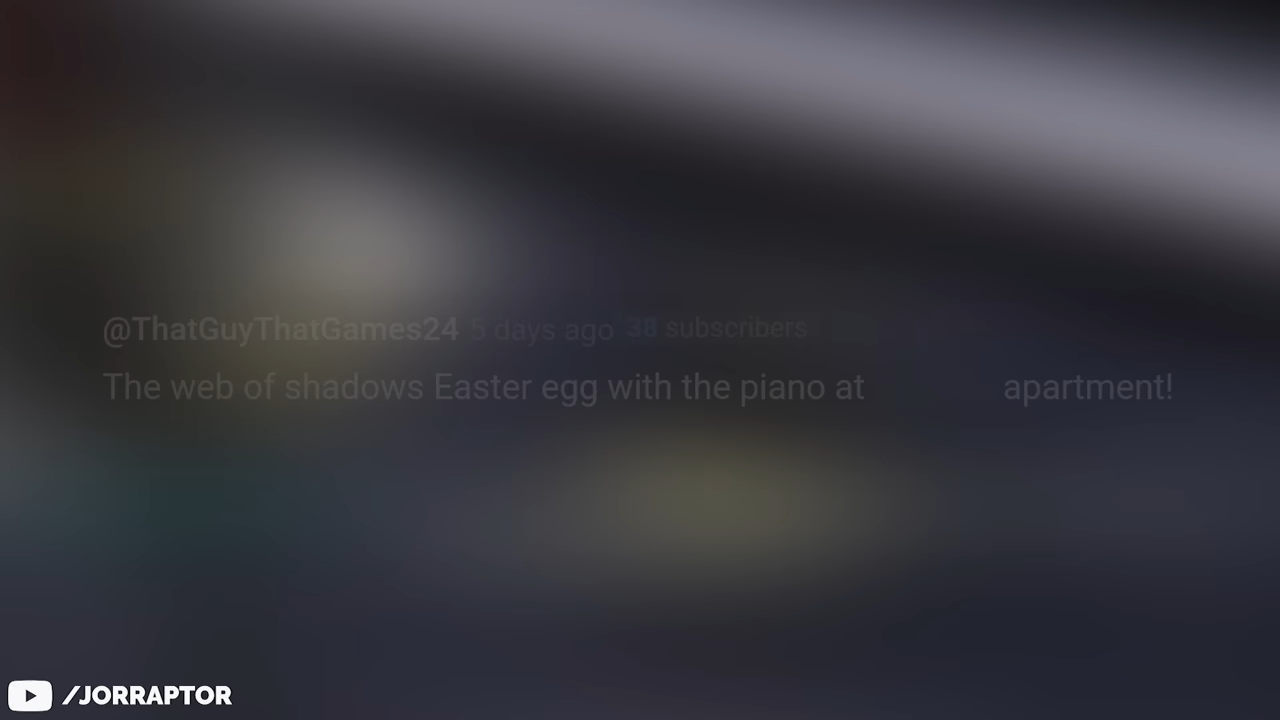 @ThatGuyThatGames24 5 days ago 38 subscribers
The web of shadows Easter egg with the piano at apartment!
/JORRAPTOR